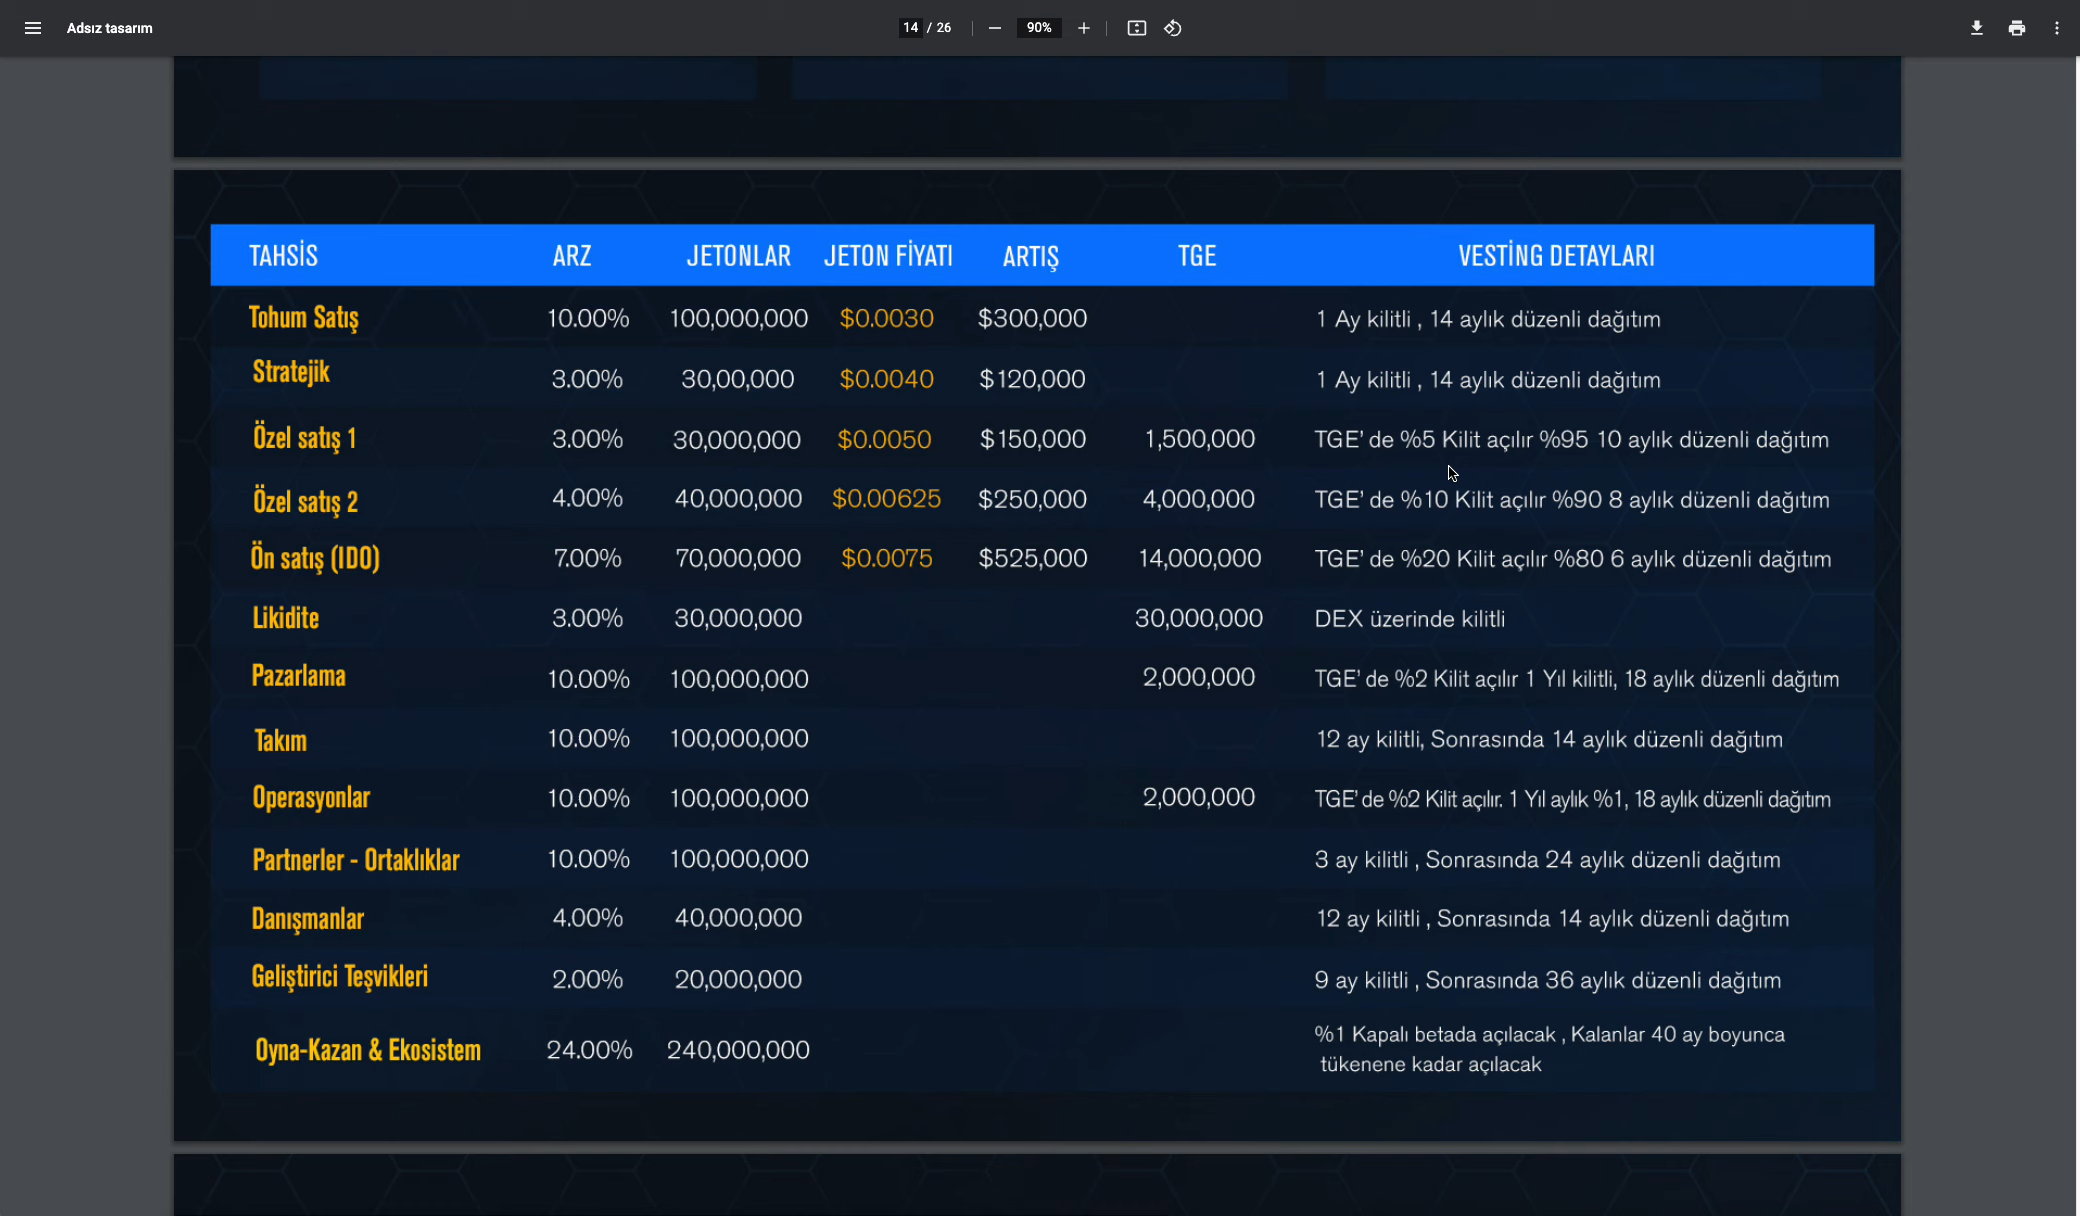 Adsız tasarım
14 / 26
90%
TAHSİS ARZ JETONLAR JETON FİYATI ARTIŞ TGE VESTİNG DETAYLARI
Tohum Satış 10.00% 100,000,000 $0.0030 $300,000 1 Ay kilitli , 14 aylık düzenli dağıtım
Stratejik 3.00% 30,00,000 $0.0040 $120,000 1 Ay kilitli , 14 aylık düzenli dağıtım
Özel satış 1 3.00% 30,000,000 $0.0050 $150,000 1,500,000 TGE' de %5 Kilit açılır %95 10 aylık düzenli dağıtım
Özel satış 2 4.00% 40,000,000 $0.00625 $250,000 4,000,000 TGE' de %10 Kilit açılır %90 8 aylık düzenli dağıtım
Ön satış (IDO) 7.00% 70,000,000 $0.0075 $525,000 14,000,000 TGE' de %20 Kilit açılır %80 6 aylık düzenli dağıtım
Likidite 3.00% 30,000,000 30,000,000 DEX üzerinde kilitli
Pazarlama 10.00% 100,000,000 2,000,000 TGE' de %2 Kilit açılır 1 Yıl kilitli, 18 aylık düzenli dağıtım
Takım 10.00% 100,000,000 12 ay kilitli, Sonrasında 14 aylık düzenli dağıtım
Operasyonlar 10.00% 100,000,000 2,000,000 TGE' de %2 Kilit açılır. 1 Yıl aylık %1, 18 aylık düzenli dağıtım
Partnerler - Ortaklıklar 10.00% 100,000,000 3 ay kilitli , Sonrasında 24 aylık düzenli dağıtım
Danışmanlar 4.00% 40,000,000 12 ay kilitli , Sonrasında 14 aylık düzenli dağıtım
Geliştirici Teşvikleri 2.00% 20,000,000 9 ay kilitli , Sonrasında 36 aylık düzenli dağıtım
Oyna-Kazan & Ekosistem 24.00% 240,000,000 %1 Kapalı betada açılacak , Kalanlar 40 ay boyunca
tükenene kadar açılacak